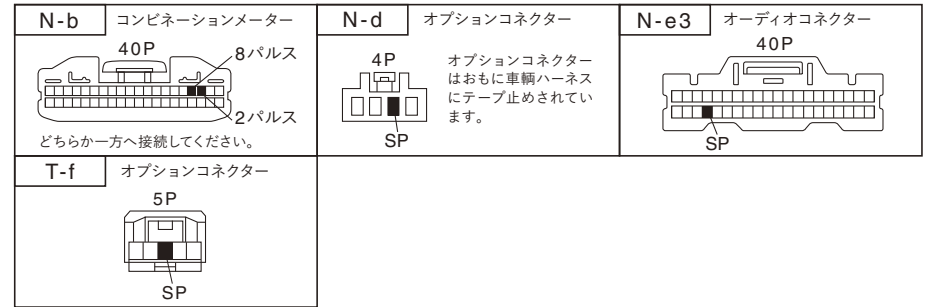 N-b コンビネーションメーター
40P
8パルス
2パルス
どちらか一方へ接続してください。
N-d オプションコネクター
4P
オプションコネクター
はおもに車輌ハーネス
にテープ止めされてい
ます。
SP
N-e3 オーディオコネクター
40P
SP
T-f オプションコネクター
5P
SP